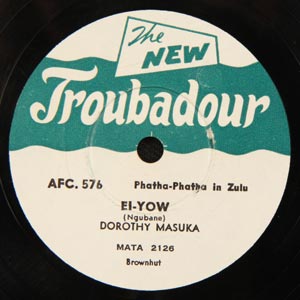 The
NEW
Troubadour
AFC. 576 Phatha-Phatha in Zulu
EI-YOW
(Ngubane)
DOROTHY MASUKA
MATA 2126
Brownhut